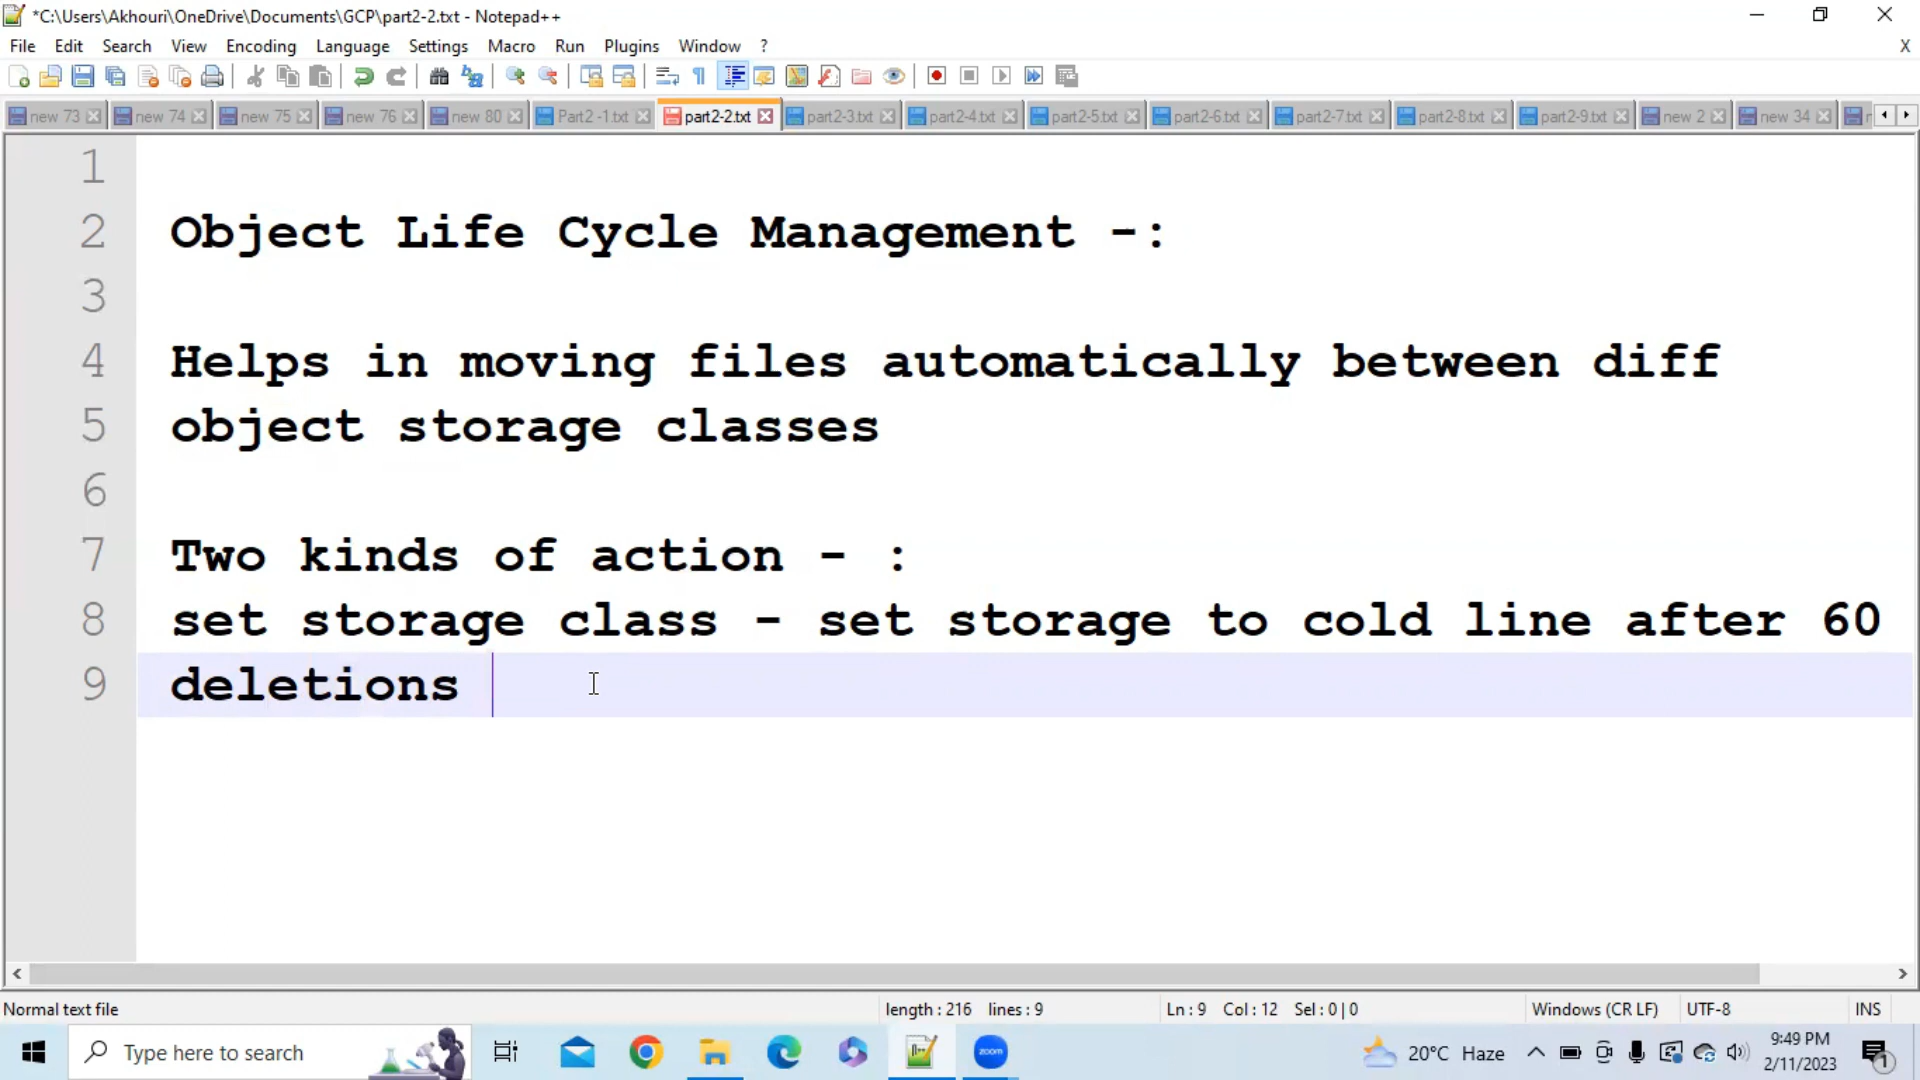 *C:\Users\Akhouri\OneDrive\Documents\GCP\part2-2.txt - Notepad++
File Edit Search View Encoding Language Settings Macro Run Plugins Window ? X
new 73 new 74 new 75 new 76 new 80 Part2 -1.txt part2-2.txt part2-3.txt part2-4.txt part2-5.txt part2-6.txt part2-7.txt part2-8.txt part2-9.txt new 2 new 34
1
2 Object Life Cycle Management -:
3
4 Helps in moving files automatically between diff
5 object storage classes
6
7 Two kinds of action - :
8 set storage class - set storage to cold line after 60
9 deletions
Normal text file length : 216 lines : 9 Ln : 9 Col : 12 Sel : 0 | 0 Windows (CR LF) UTF-8 INS
Type here to search zoom 20°C Haze 9:49 PM
2/11/2023 1